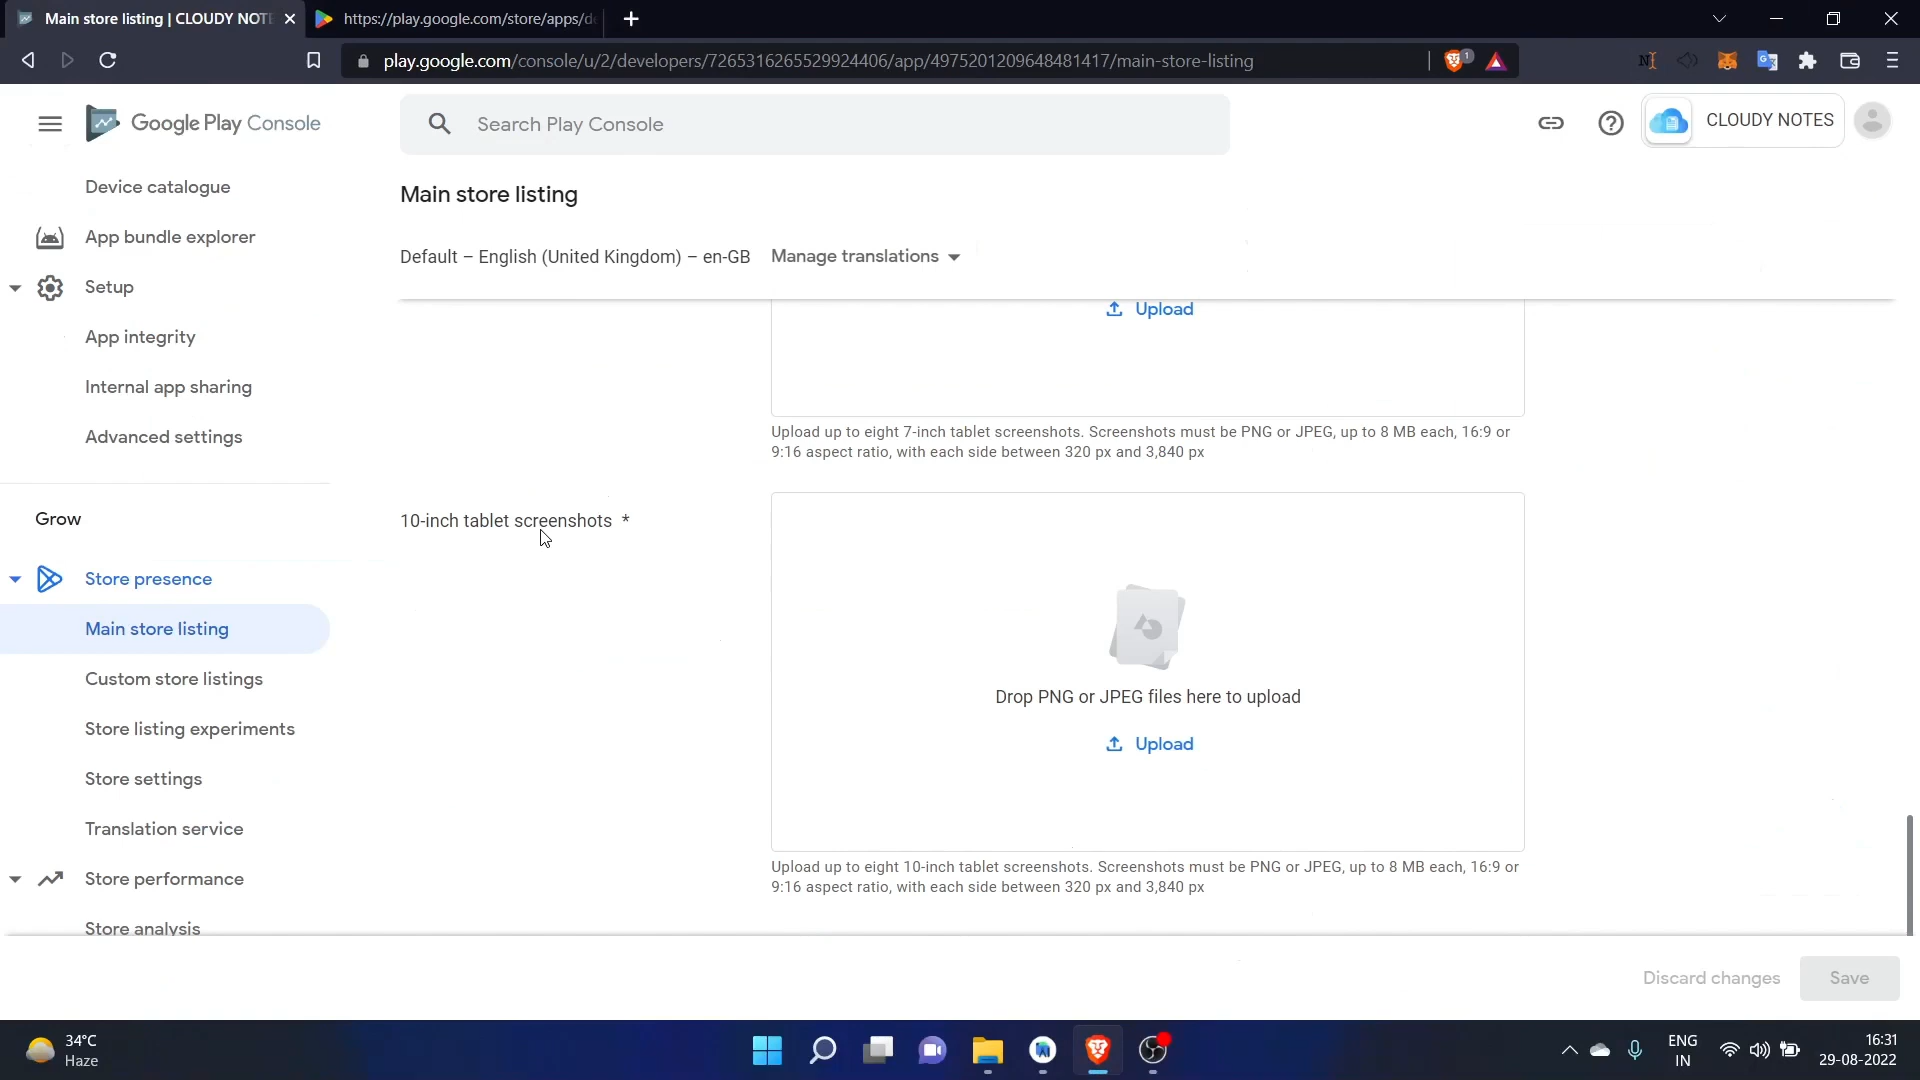 Main store listing | CLOUDY NOTE
https://play.google.com/store/apps/de
play.google.com/console/u/2/developers/7265316265529924406/app/4975201209648481417/main-store-listing
1
Google Play Console
Search Play Console
CLOUDY NOTES
Device catalogue
App bundle explorer
Setup
App integrity
Internal app sharing
Advanced settings
Grow
Store presence
Main store listing
Custom store listings
Store listing experiments
Store settings
Translation service
Store performance
Store analysis
Main store listing
Default – English (United Kingdom) – en-GB Manage translations
Upload
Upload up to eight 7-inch tablet screenshots. Screenshots must be PNG or JPEG, up to 8 MB each, 16:9 or
9:16 aspect ratio, with each side between 320 px and 3,840 px
10-inch tablet screenshots *
Drop PNG or JPEG files here to upload
Upload
Upload up to eight 10-inch tablet screenshots. Screenshots must be PNG or JPEG, up to 8 MB each, 16:9 or
9:16 aspect ratio, with each side between 320 px and 3,840 px
Discard changes
Save
34°C
Haze
ENG
IN
16:31
29-08-2022